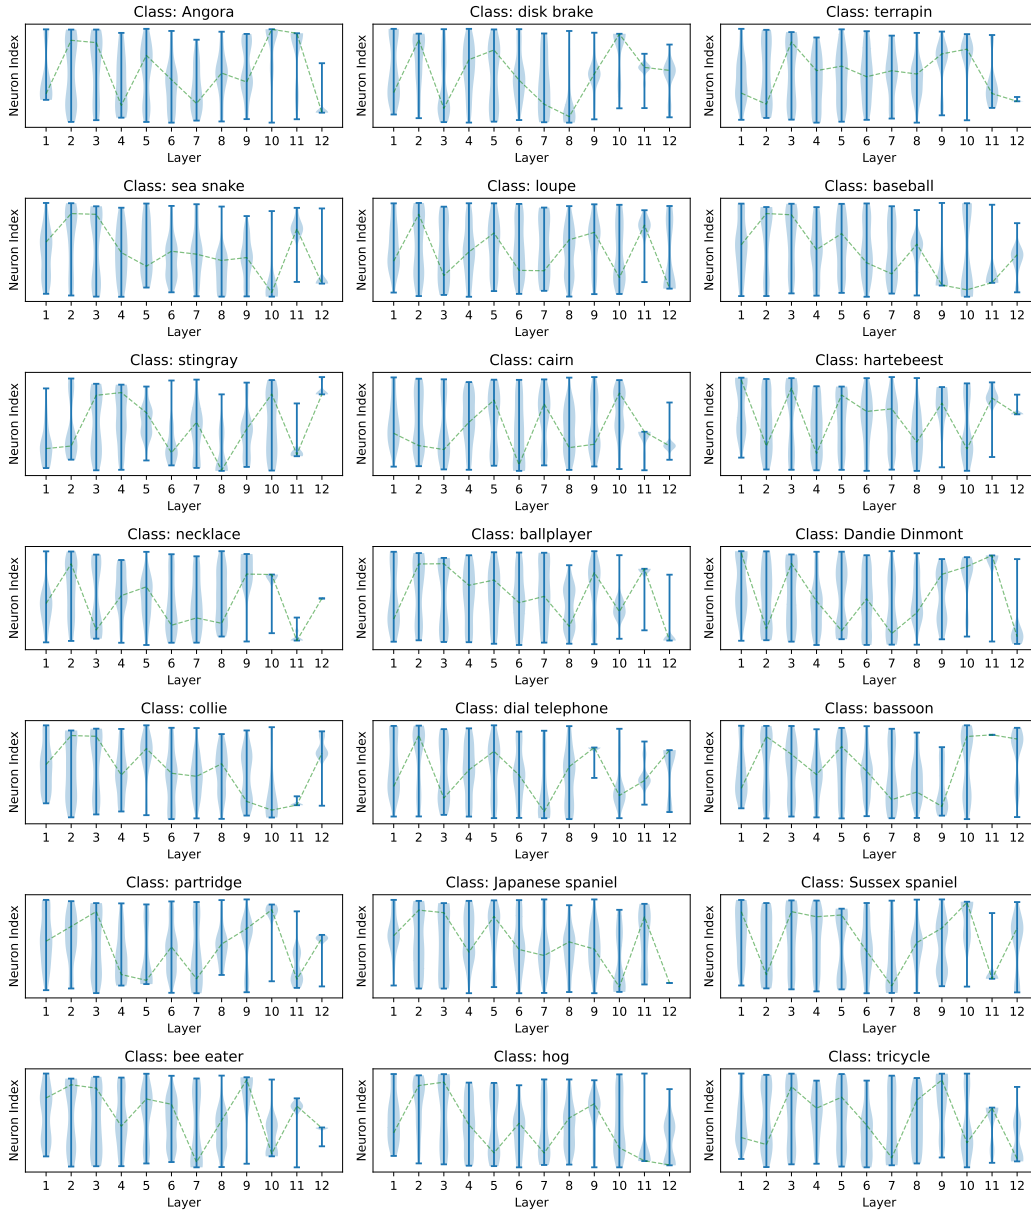 Class: Angora
Neuron Index
1 2 3 4 5 6 7 8 9 10 11 12
Layer
Class: disk brake
Neuron Index
1 2 3 4 5 6 7 8 9 10 11 12
Layer
Class: terrapin
Neuron Index
1 2 3 4 5 6 7 8 9 10 11 12
Layer
Class: sea snake
Neuron Index
1 2 3 4 5 6 7 8 9 10 11 12
Layer
Class: loupe
Neuron Index
1 2 3 4 5 6 7 8 9 10 11 12
Layer
Class: baseball
Neuron Index
1 2 3 4 5 6 7 8 9 10 11 12
Layer
Class: stingray
Neuron Index
1 2 3 4 5 6 7 8 9 10 11 12
Layer
Class: cairn
Neuron Index
1 2 3 4 5 6 7 8 9 10 11 12
Layer
Class: hartebeest
Neuron Index
1 2 3 4 5 6 7 8 9 10 11 12
Layer
Class: necklace
Neuron Index
1 2 3 4 5 6 7 8 9 10 11 12
Layer
Class: ballplayer
Neuron Index
1 2 3 4 5 6 7 8 9 10 11 12
Layer
Class: Dandie Dinmont
Neuron Index
1 2 3 4 5 6 7 8 9 10 11 12
Layer
Class: collie
Neuron Index
1 2 3 4 5 6 7 8 9 10 11 12
Layer
Class: dial telephone
Neuron Index
1 2 3 4 5 6 7 8 9 10 11 12
Layer
Class: bassoon
Neuron Index
1 2 3 4 5 6 7 8 9 10 11 12
Layer
Class: partridge
Neuron Index
1 2 3 4 5 6 7 8 9 10 11 12
Layer
Class: Japanese spaniel
Neuron Index
1 2 3 4 5 6 7 8 9 10 11 12
Layer
Class: Sussex spaniel
Neuron Index
1 2 3 4 5 6 7 8 9 10 11 12
Layer
Class: bee eater
Neuron Index
1 2 3 4 5 6 7 8 9 10 11 12
Layer
Class: hog
Neuron Index
1 2 3 4 5 6 7 8 9 10 11 12
Layer
Class: tricycle
Neuron Index
1 2 3 4 5 6 7 8 9 10 11 12
Layer